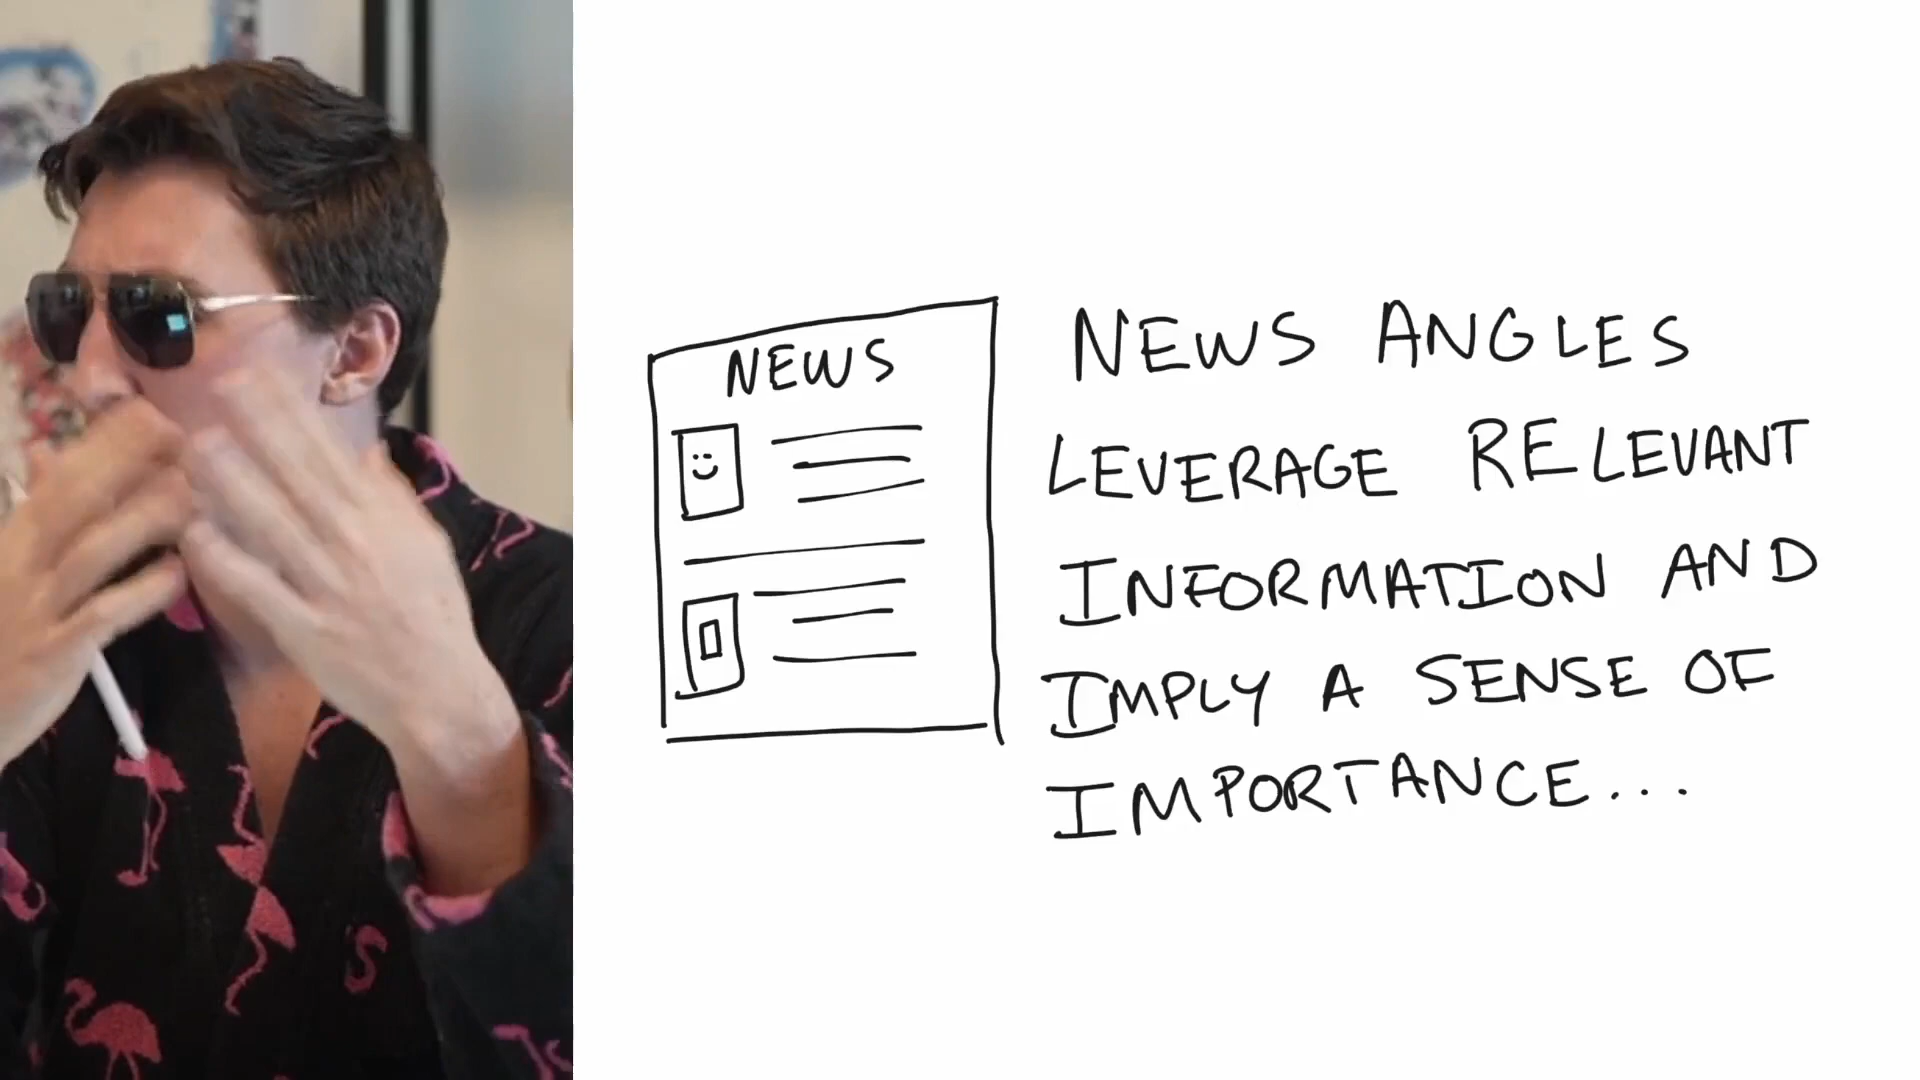 NEWS
NEWS ANGLES
LEVERAGE RELEVANT
INFORMATION AND
IMPLY A SENSE OF
IMPORTANCE...